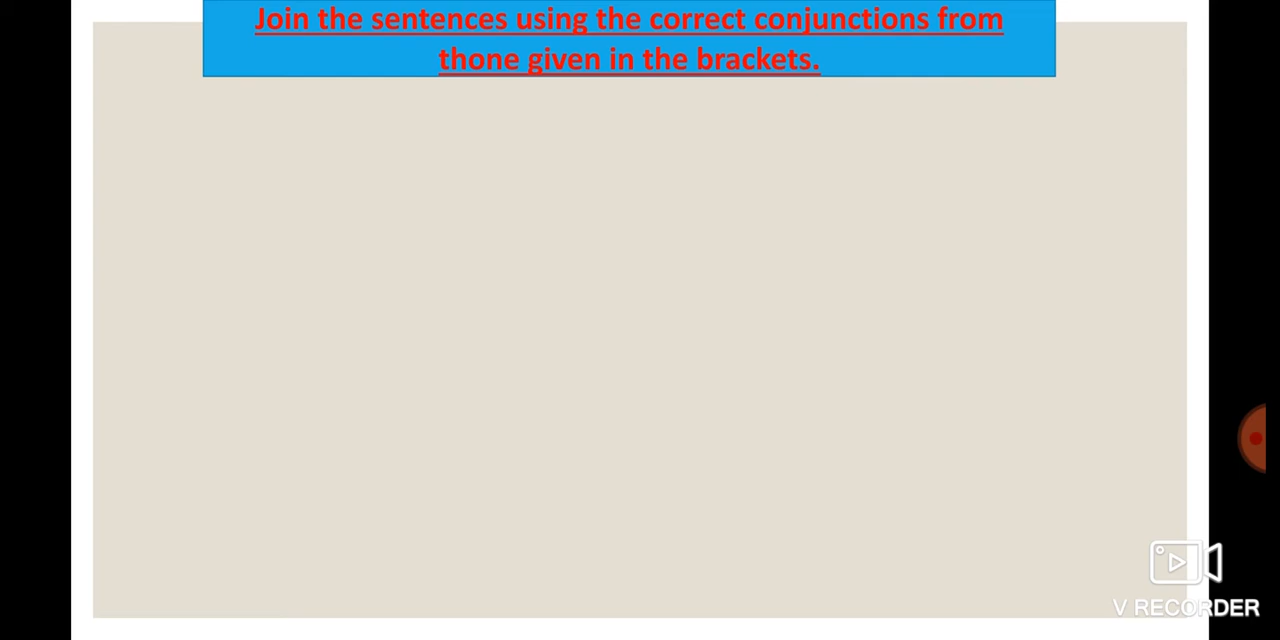 Join the sentences using the correct conjunctions from
thone given in the brackets.
V RECORDER